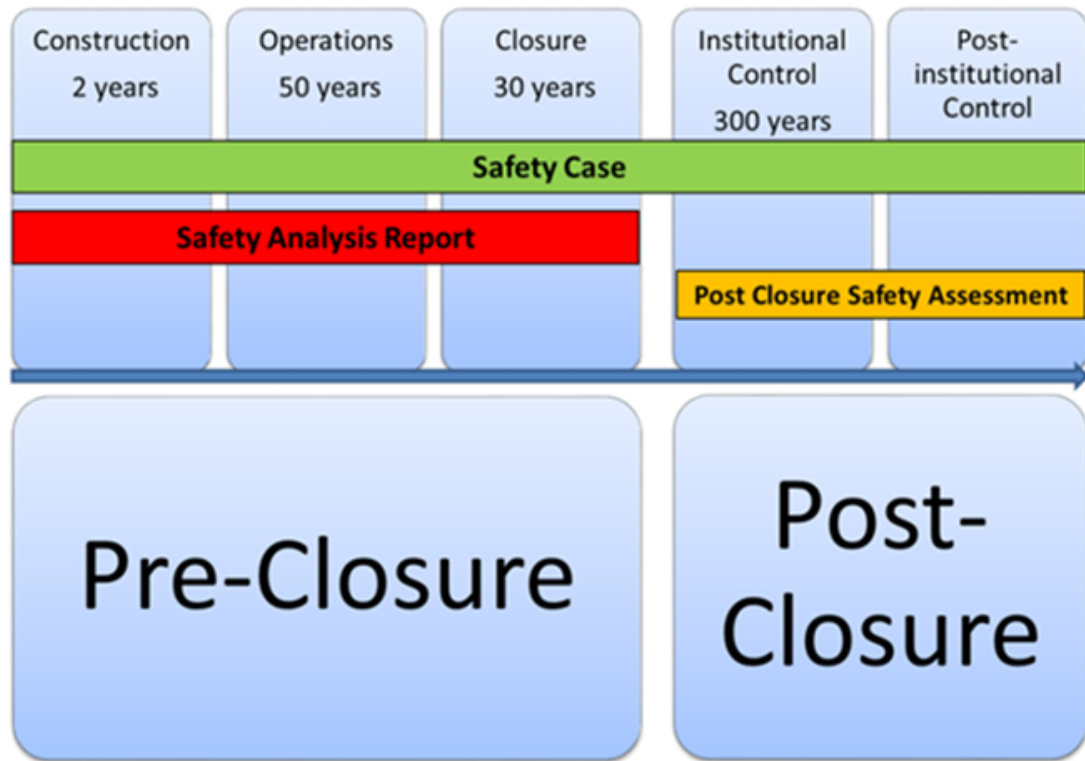 Construction
2 years
Operations
50 years
Closure
30 years
Institutional
Control
300 years
Post-
institutional
Control
Safety Case
Safety Analysis Report
Post Closure Safety Assessment
Pre-Closure
Post-
Closure